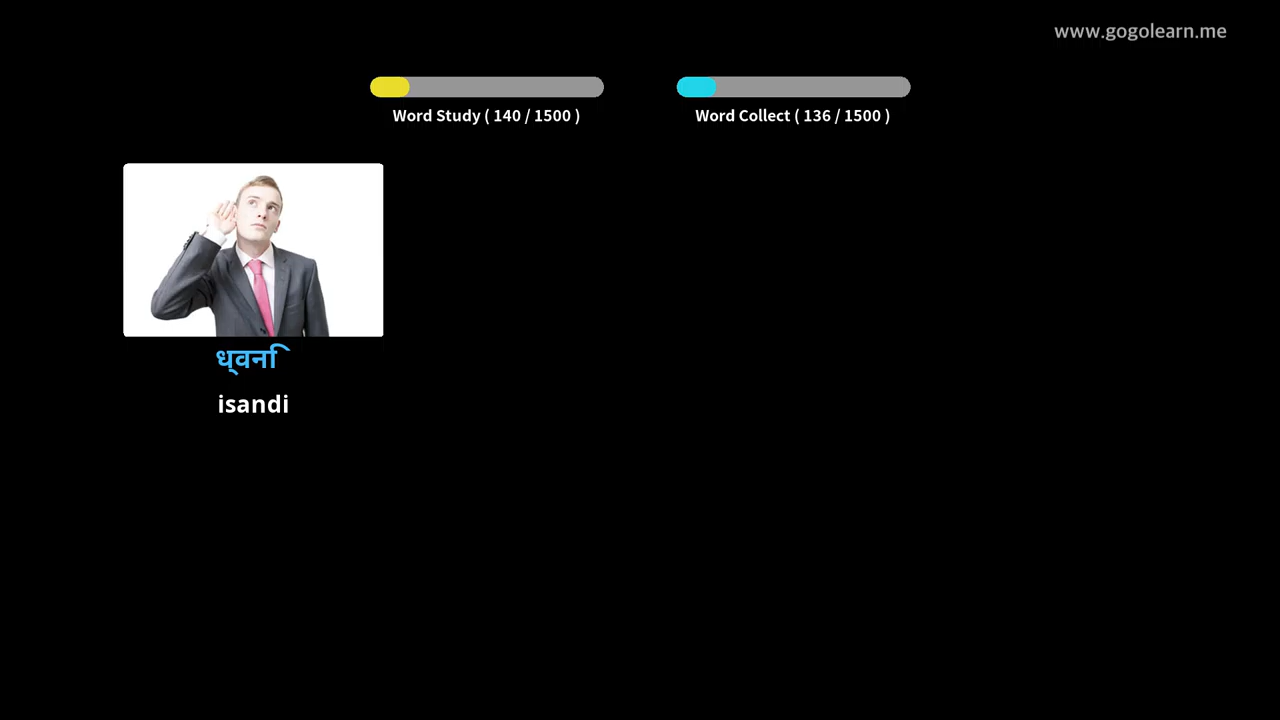 www.gogolearn.me
Word Study ( 140 / 1500 )
Word Collect ( 136 / 1500 )
ध्वनि
isandi